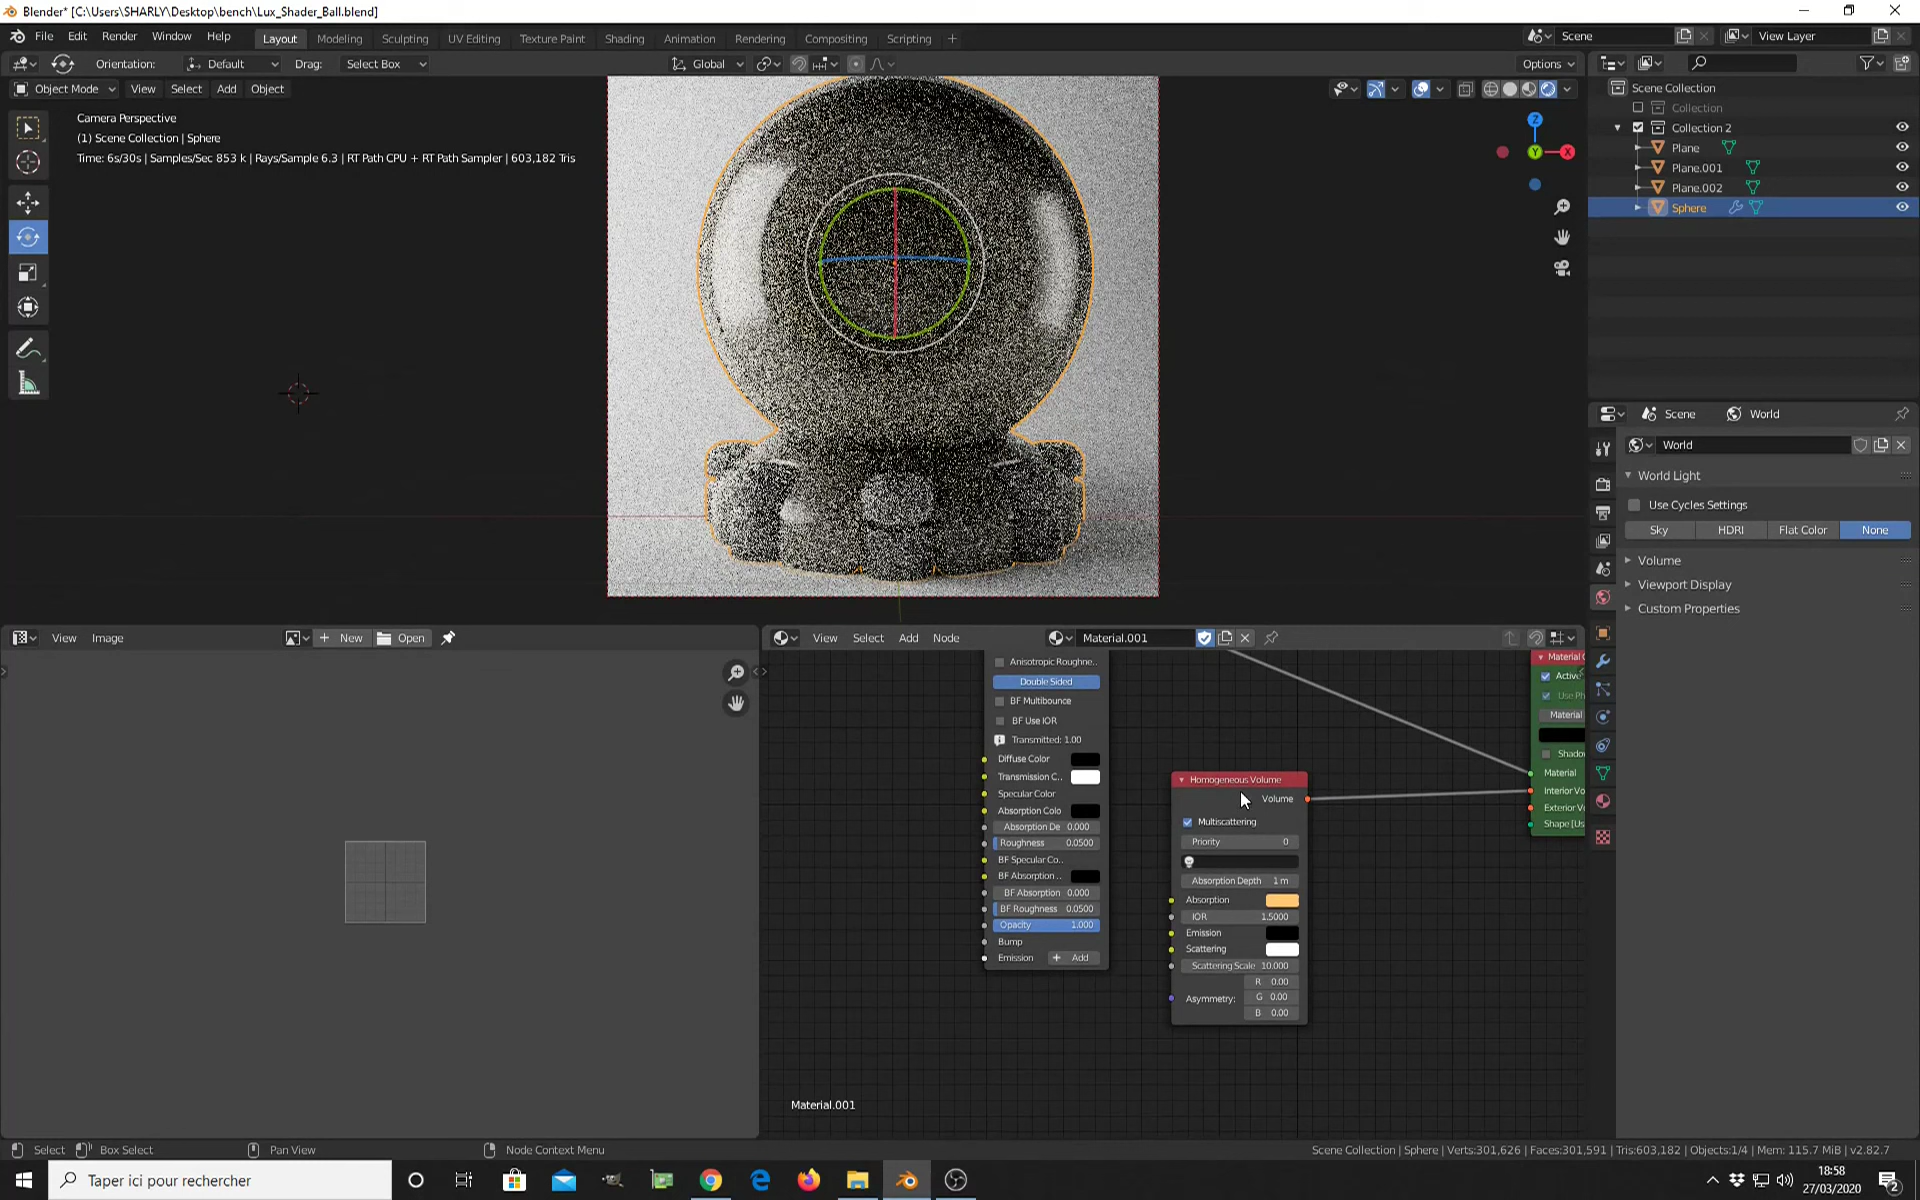 Blender* [C:\Users\SHARLY\Desktop\bench\Lux_Shader_Ball.blend]
File Edit Render Window Help Layout Modeling Sculpting UV Editing Texture Paint Shading Animation Rendering Compositing Scripting + Scene View Layer
Orientation: Default Drag: Select Box Global Options
Object Mode View Select Add Object
Scene Collection
Collection
Collection 2
Plane
Plane.001
Plane.002
Sphere
Camera Perspective
(1) Scene Collection | Sphere
Time: 6s/30s | Samples/Sec 853 k | Rays/Sample 6.3 | RT Path CPU + RT Path Sampler | 603,182 Tris
Z
Y
X
Scene World
World
World Light
Use Cycles Settings
Sky HDRI Flat Color None
Volume
Viewport Display
Custom Properties
View Image + New Open
View Select Add Node Material.001
Anisotropic Roughne..
Double Sided
BF Multibounce
BF Use IOR
Transmitted: 1.00
Diffuse Color
Transmission C..
Specular Color
Absorption Colo
Absorption De 0.000
Roughness 0.0500
BF Specular Co..
BF Absorption ..
BF Absorption 0.000
BF Roughness 0.0500
Opacity 1.000
Bump
Emission + Add
Homogeneous Volume
Volume
Multiscattering
Priority 0
Absorption Depth 1 m
Absorption
IOR 1.5000
Emission
Scattering
Scattering Scale 10.000
Asymmetry:
R 0.00
G 0.00
B 0.00
Material C
Active
Use Ph
Material
Shado
Material
Interior Vo
Exterior Vo
Shape [Us
Material.001
Select Box Select Pan View Node Context Menu
Scene Collection | Sphere | Verts:301,626 | Faces:301,591 | Tris:603,182 | Objects:1/4 | Mem: 115.7 MiB | v2.82.7
Taper ici pour rechercher
18:58
27/03/2020
2